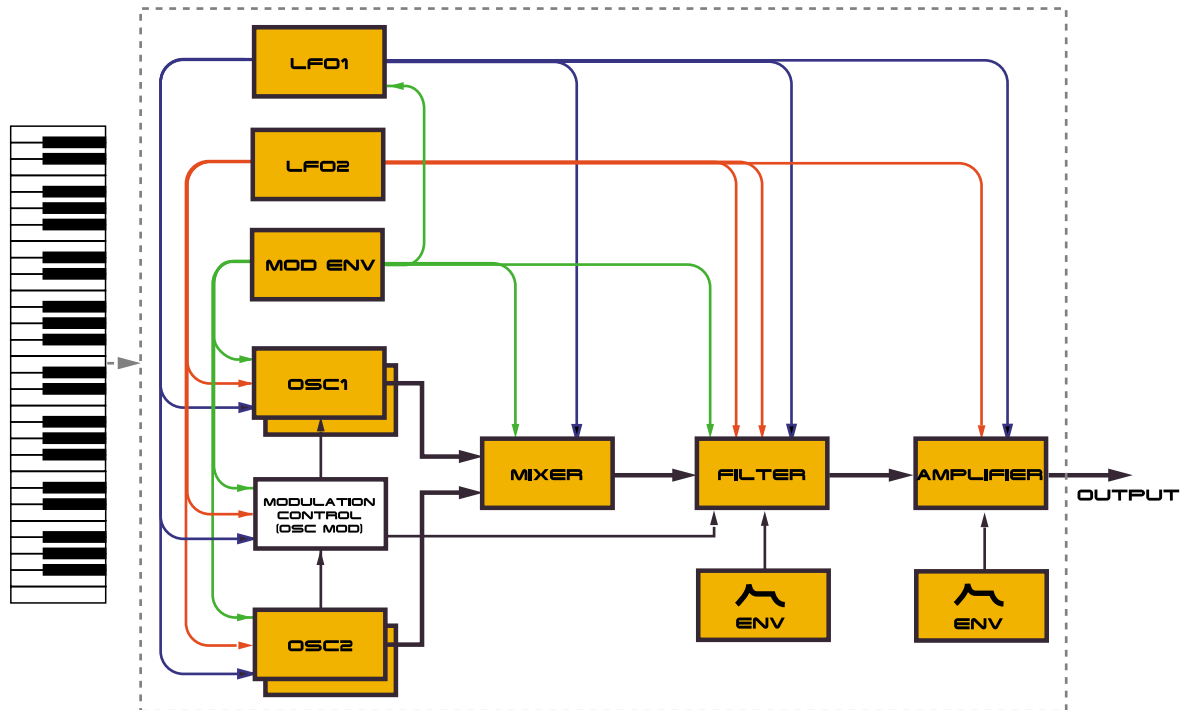 LFO1
LFO2
MOD ENV
OSC1
MIXER
FILTER
AMPLIFIER
OUTPUT
MODULATION
CONTROL
(OSC MOD)
ENV
ENV
OSC2